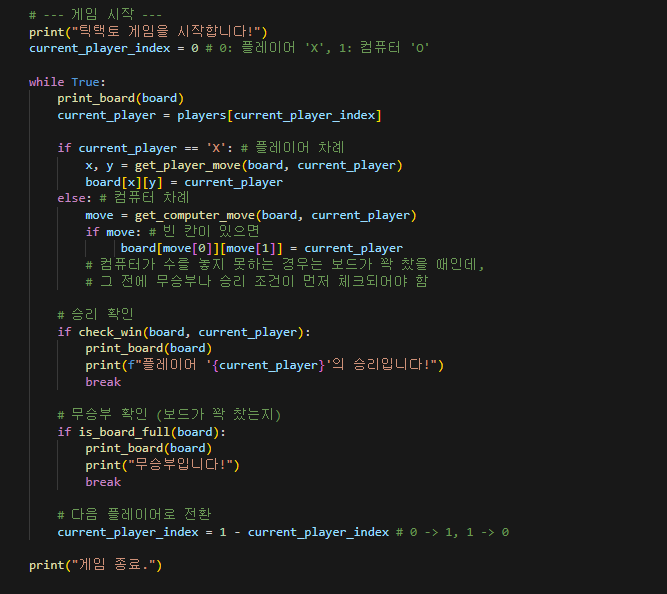 # --- 게임 시작 ---
print("틱택토 게임을 시작합니다!")
current_player_index = 0 # 0: 플레이어 'X', 1: 컴퓨터 'O'
while True:
print_board(board)
current_player = players[current_player_index]
if current_player == 'X': # 플레이어 차례
x, y = get_player_move(board, current_player)
board[x][y] = current_player
else: # 컴퓨터 차례
move = get_computer_move(board, current_player)
if move: # 빈 칸이 있으면
board[move[0]][move[1]] = current_player
# 컴퓨터가 수를 놓지 못하는 경우는 보드가 꽉 찼을 때인데,
# 그 전에 무승부나 승리 조건이 먼저 체크되어야 함
# 승리 확인
if check_win(board, current_player):
print_board(board)
print(f"플레이어 '{current_player}'의 승리입니다!")
break
# 무승부 확인 (보드가 꽉 찼는지)
if is_board_full(board):
print_board(board)
print("무승부입니다!")
break
# 다음 플레이어로 전환
current_player_index = 1 - current_player_index # 0 -> 1, 1 -> 0
print("게임 종료.")